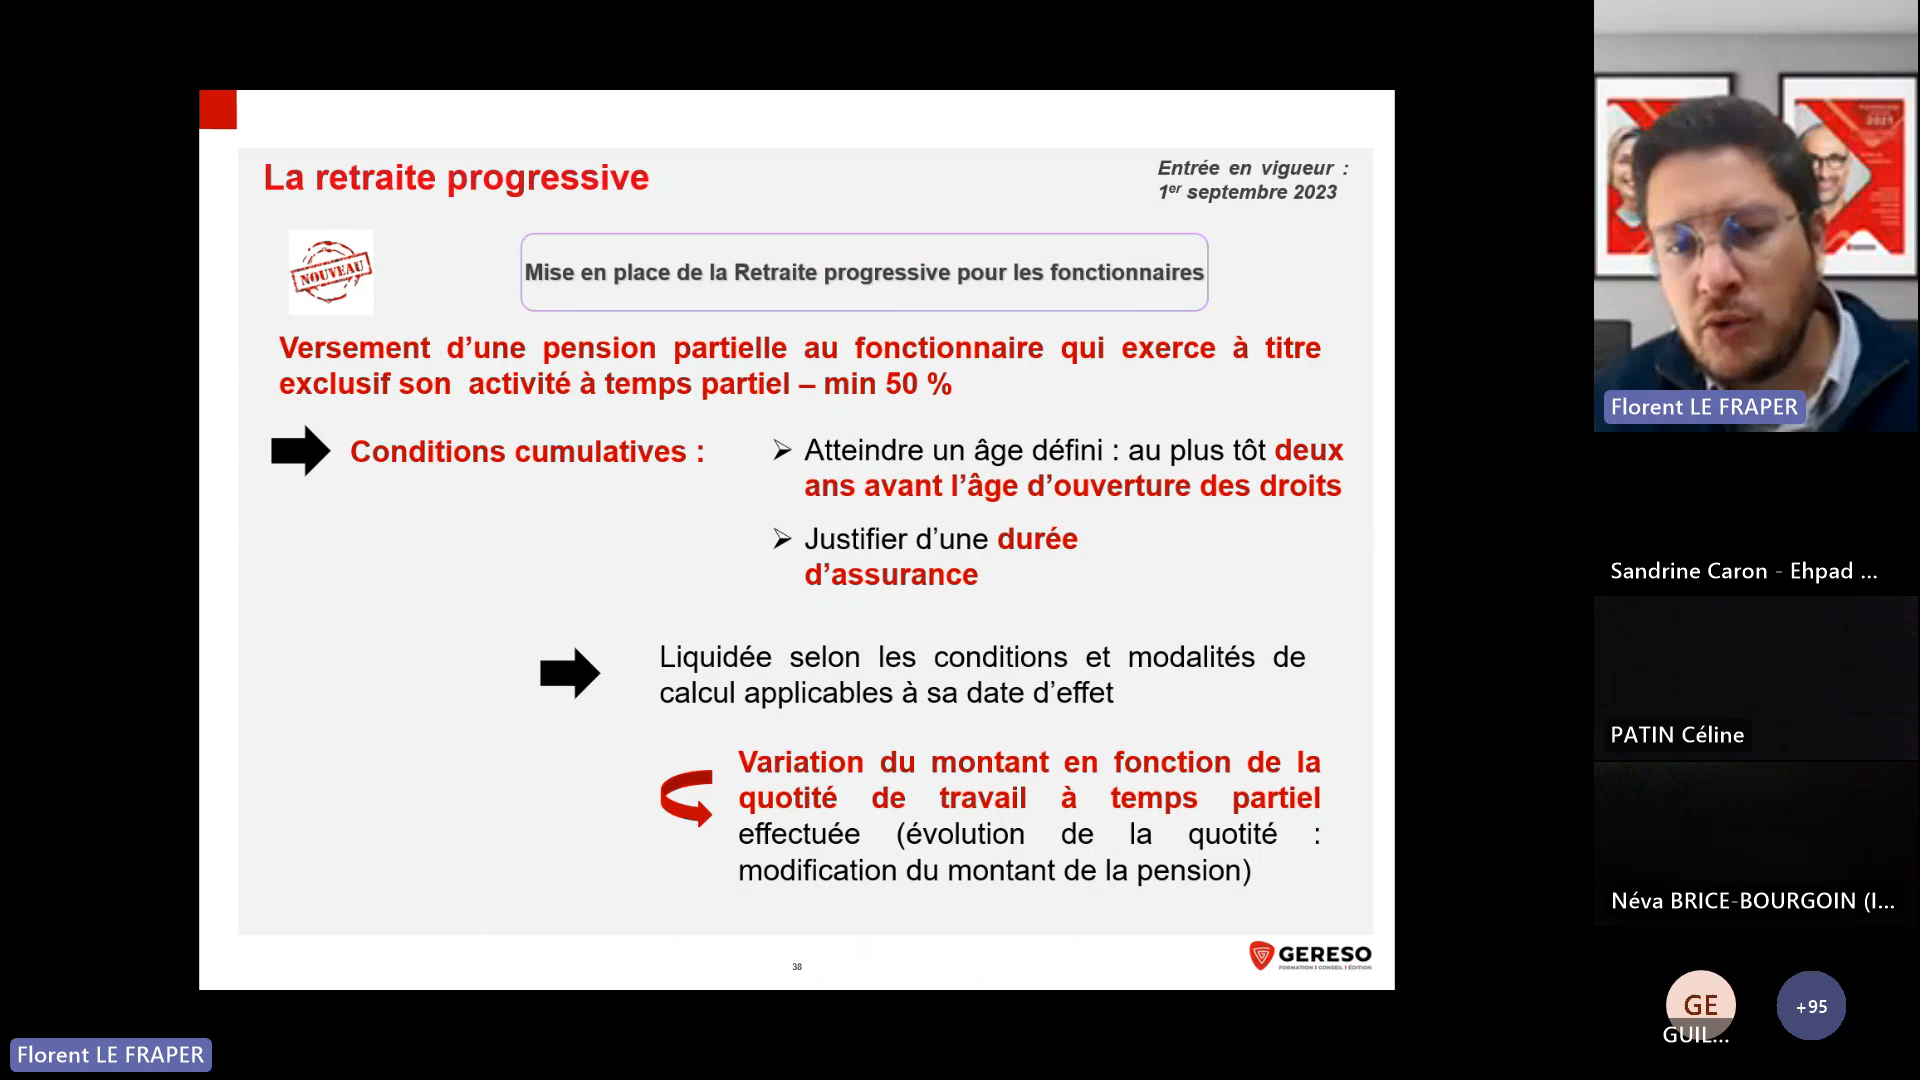 La retraite progressive
Entrée en vigueur :
1er septembre 2023
NOUVEAU
Mise en place de la Retraite progressive pour les fonctionnaires
Versement d’une pension partielle au fonctionnaire qui exerce à titre
exclusif son activité à temps partiel – min 50 %
Conditions cumulatives :
Atteindre un âge défini : au plus tôt deux
ans avant l’âge d’ouverture des droits
Justifier d’une durée
d’assurance
Liquidée selon les conditions et modalités de
calcul applicables à sa date d’effet
Variation du montant en fonction de la
quotité de travail à temps partiel
effectuée (évolution de la quotité :
modification du montant de la pension)
38
GERESO
FORMATION I CONSEIL I ÉDITION
2021
Florent LE FRAPER
Sandrine Caron - Ehpad ...
PATIN Céline
Néva BRICE-BOURGOIN (I...
GE
GUIL...
+95
Florent LE FRAPER